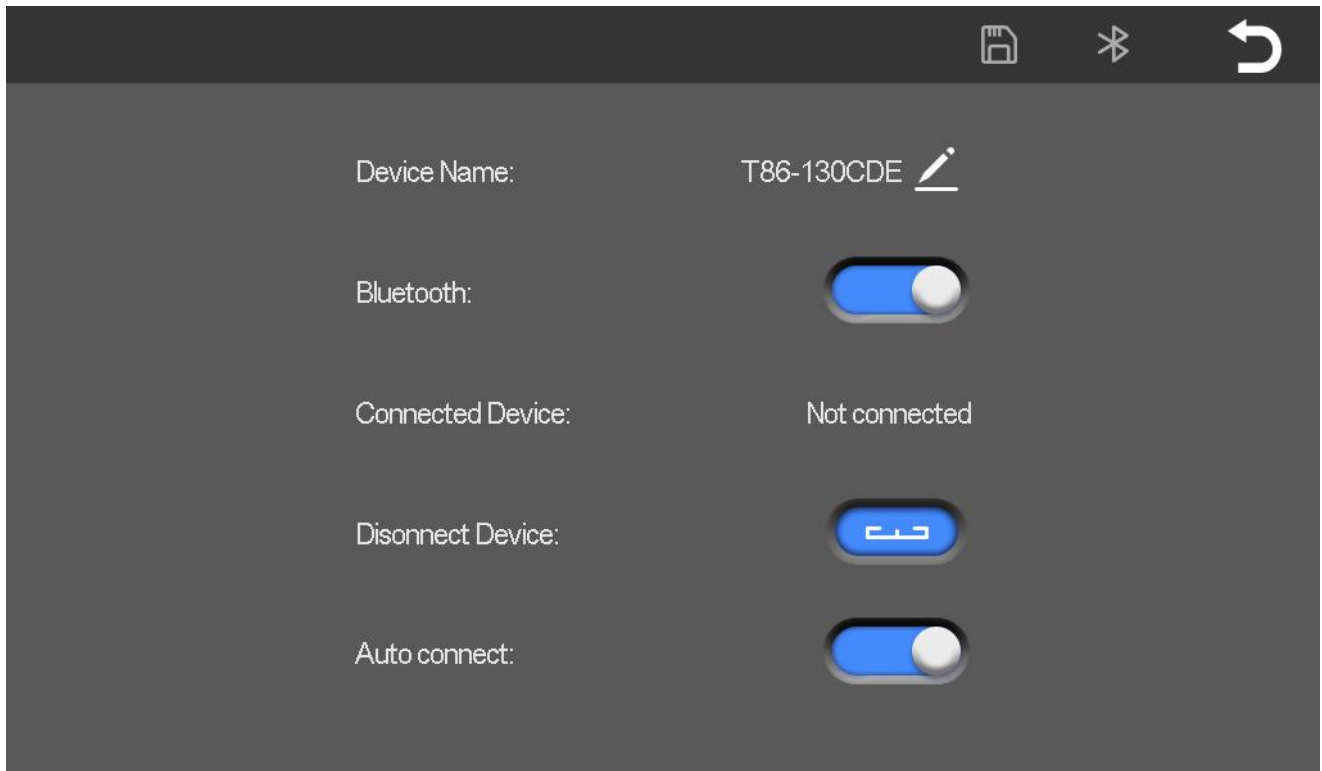 Device Name: T86-130CDE
Bluetooth:
Connected Device: Not connected
Disonnect Device:
Auto connect: